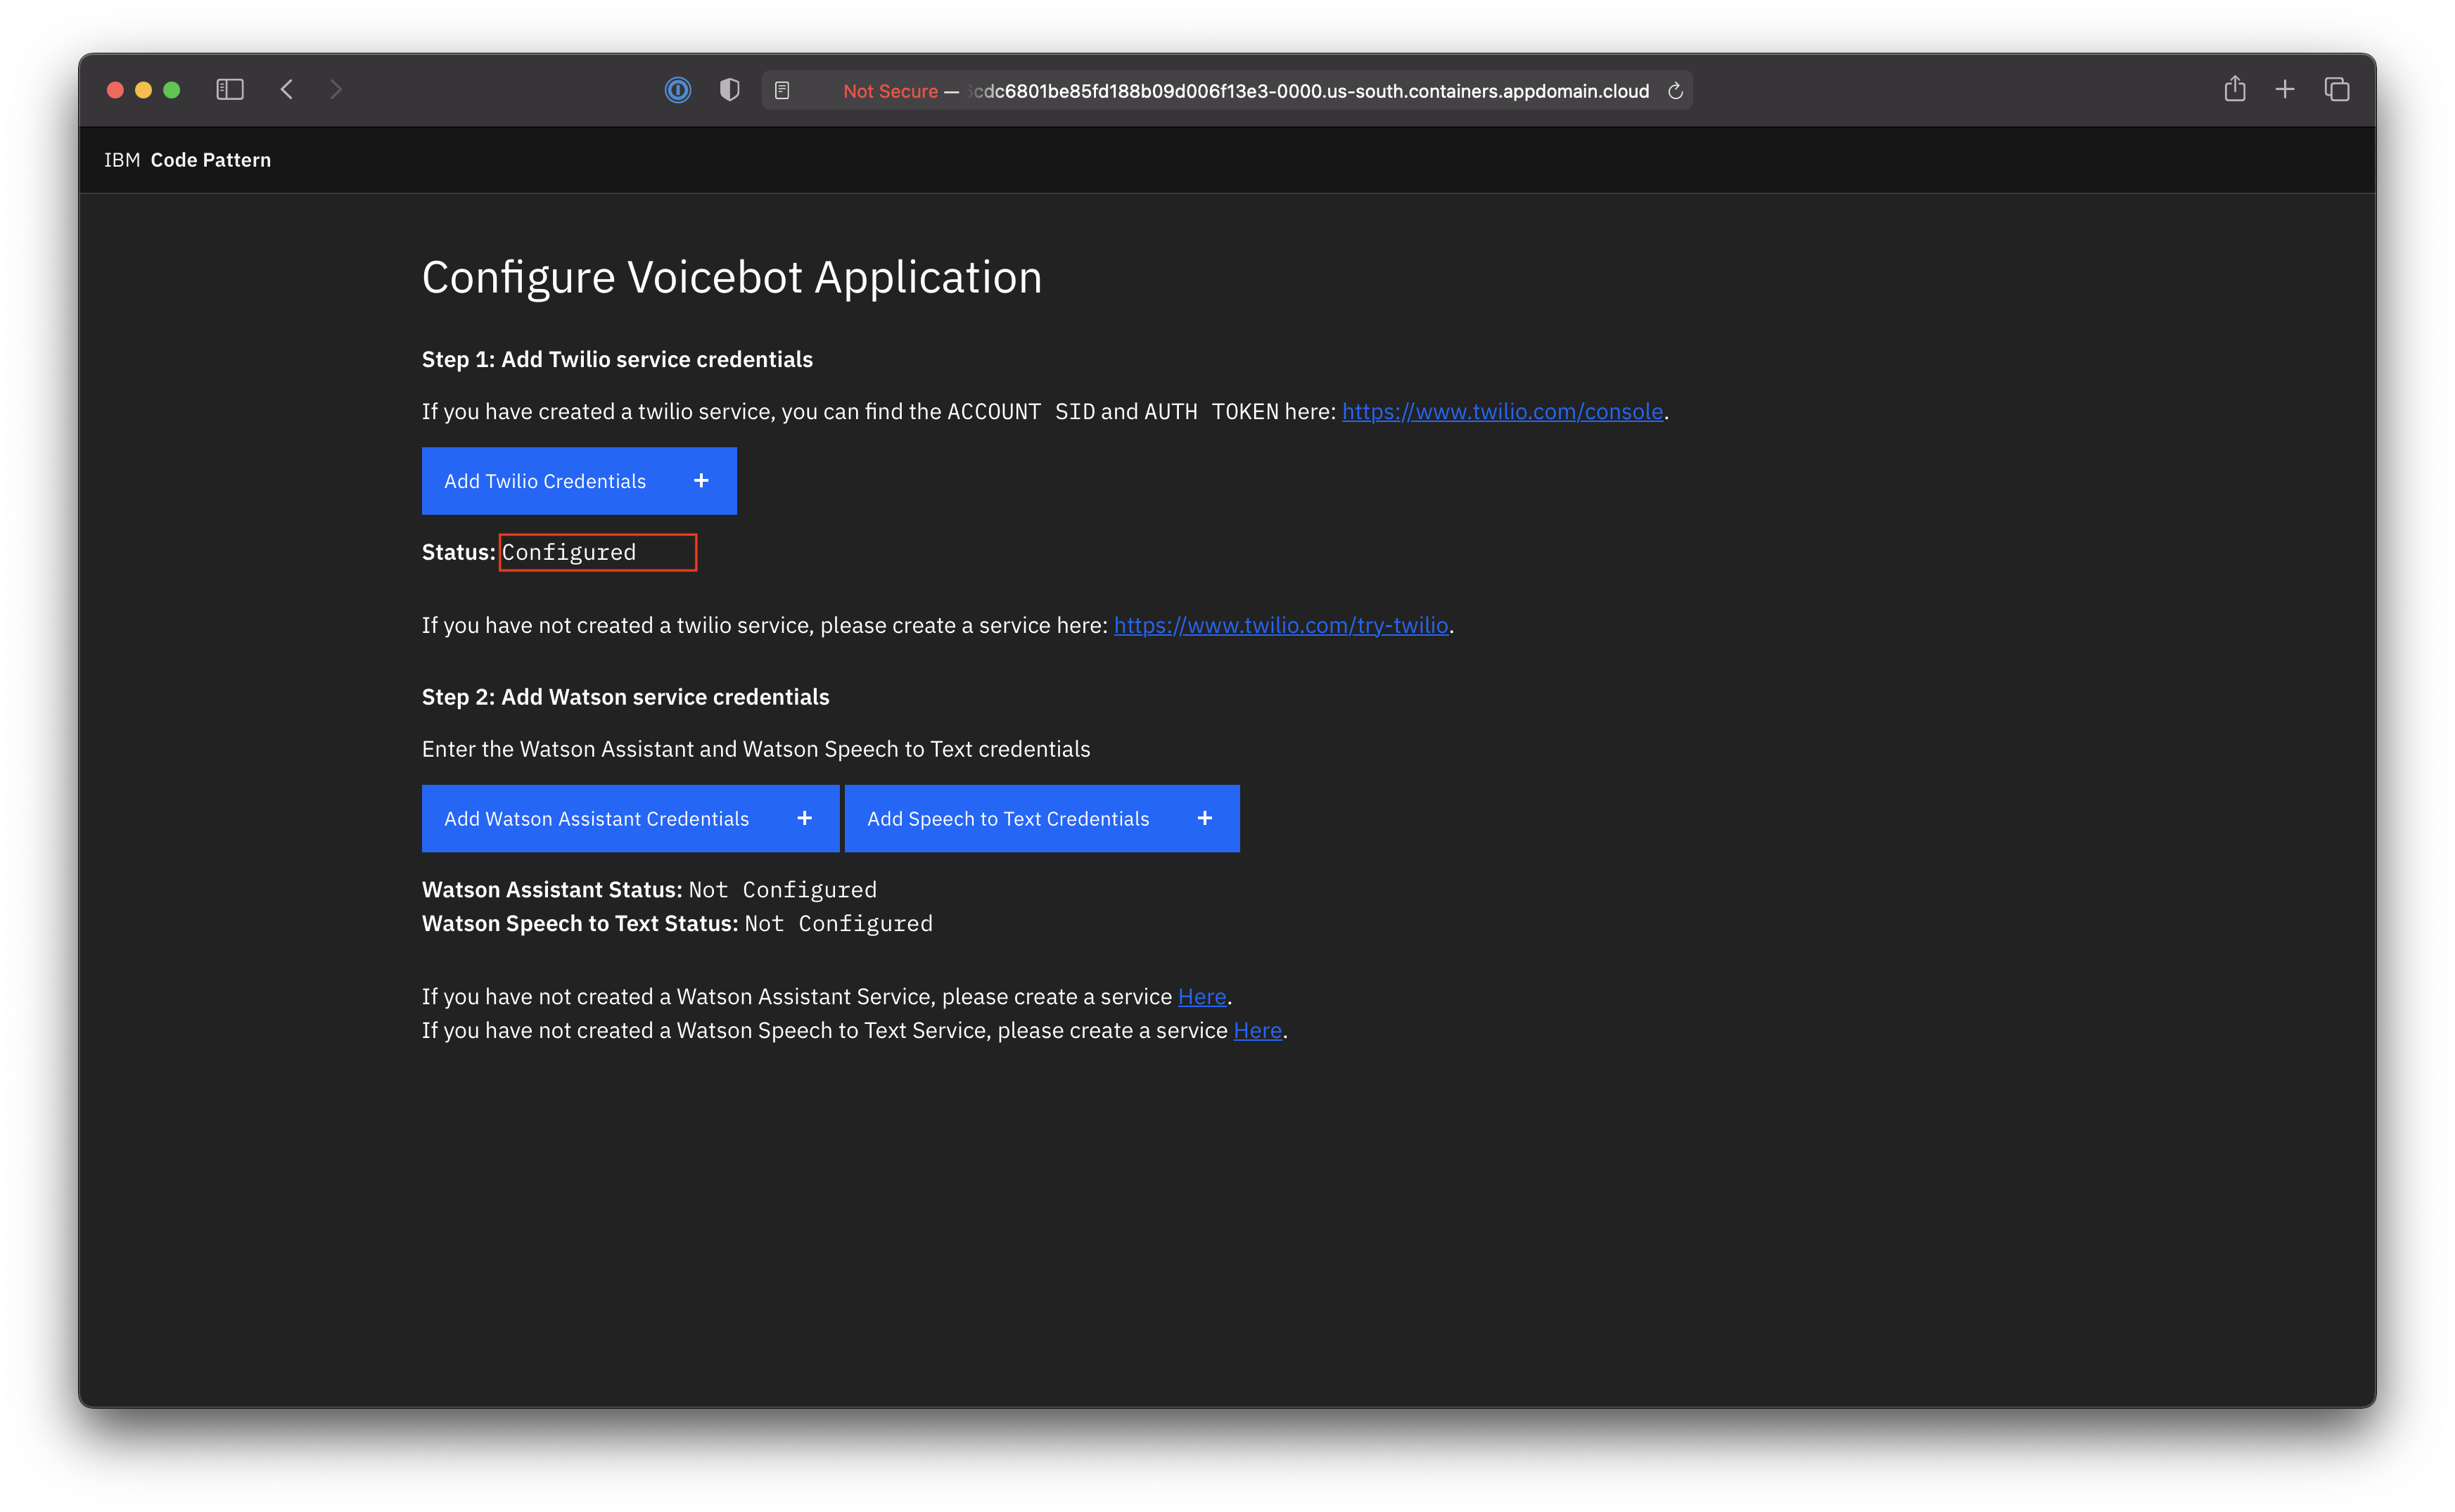 Not Secure — cdc6801be85fd188b09d006f13e3-0000.us-south.containers.appdomain.cloud
IBM Code Pattern
Configure Voicebot Application
Step 1: Add Twilio service credentials
If you have created a twilio service, you can find the ACCOUNT SID and AUTH TOKEN here: https://www.twilio.com/console.
Add Twilio Credentials +
Status: Configured
If you have not created a twilio service, please create a service here: https://www.twilio.com/try-twilio.
Step 2: Add Watson service credentials
Enter the Watson Assistant and Watson Speech to Text credentials
Add Watson Assistant Credentials + Add Speech to Text Credentials +
Watson Assistant Status: Not Configured
Watson Speech to Text Status: Not Configured
If you have not created a Watson Assistant Service, please create a service Here.
If you have not created a Watson Speech to Text Service, please create a service Here.